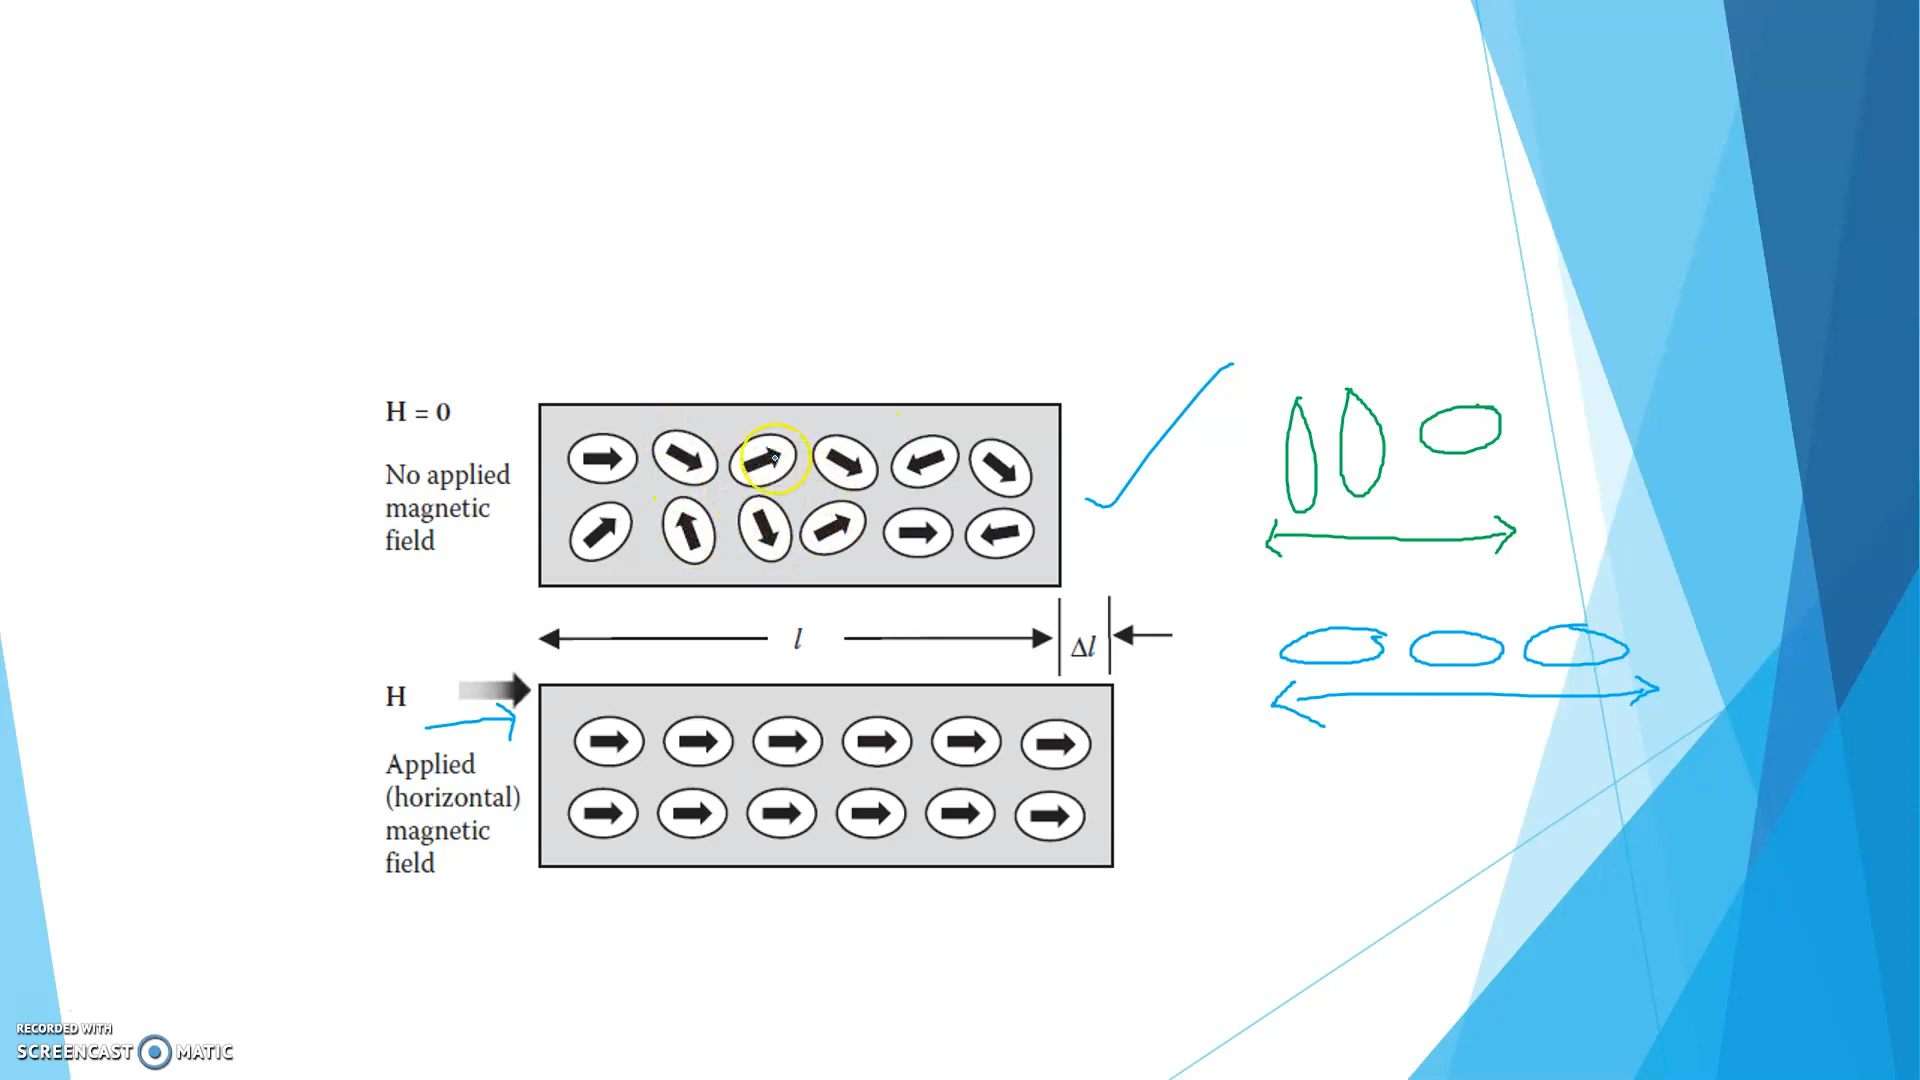 H = 0
No applied
magnetic
field
l
Δl
H
Applied
(horizontal)
magnetic
field
RECORDED WITH
SCREENCAST MATIC